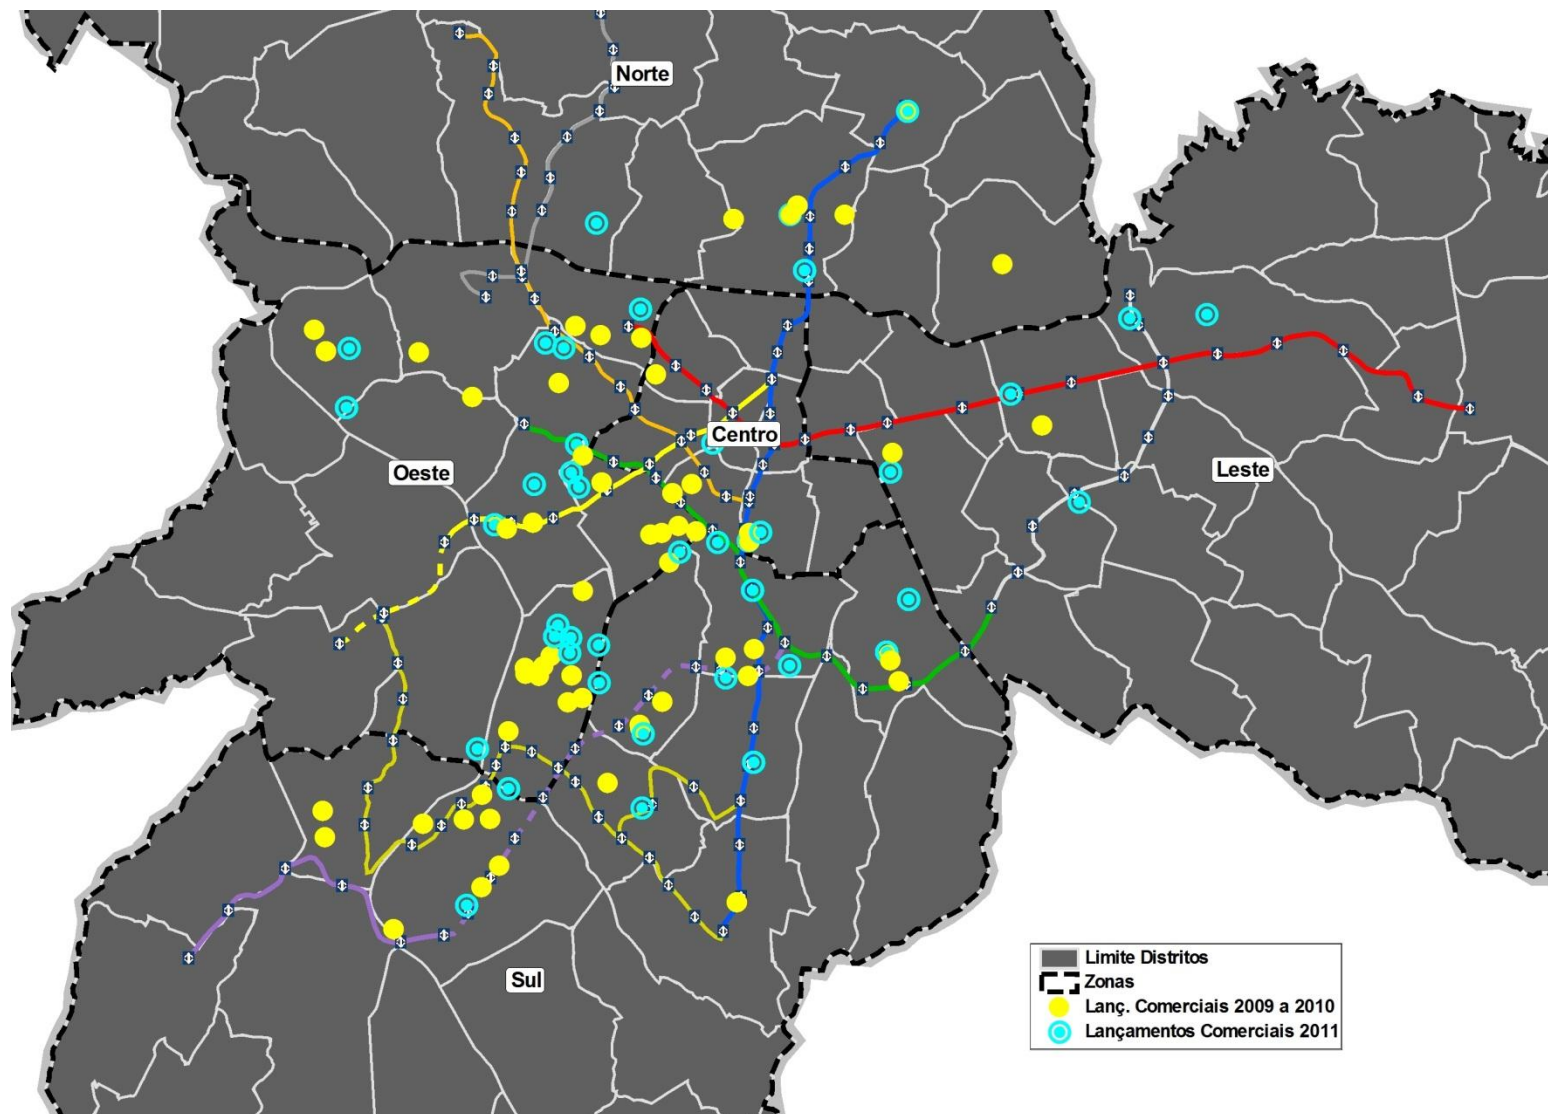 Norte
Centro
Oeste
Leste
Sul
Limite Distritos
Zonas
Lanç. Comerciais 2009 a 2010
Lançamentos Comerciais 2011